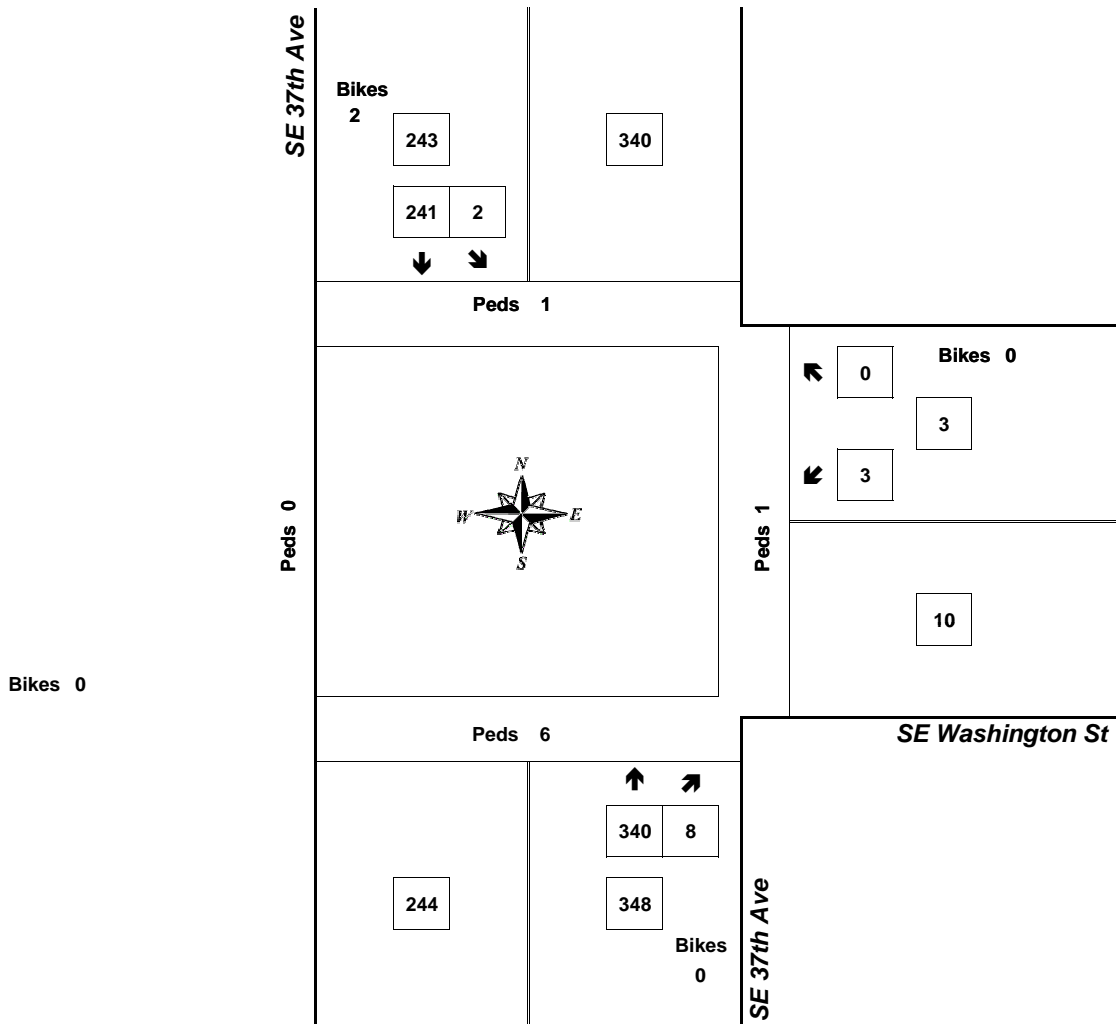 SE 37th Ave
Bikes
2
243
340
241 2
Peds 1
0
Bikes 0
3
3
N
W E
S
Peds 0
Peds 1
10
Bikes 0
Peds 6
SE Washington St
340 8
244
348
Bikes
0
SE 37th Ave